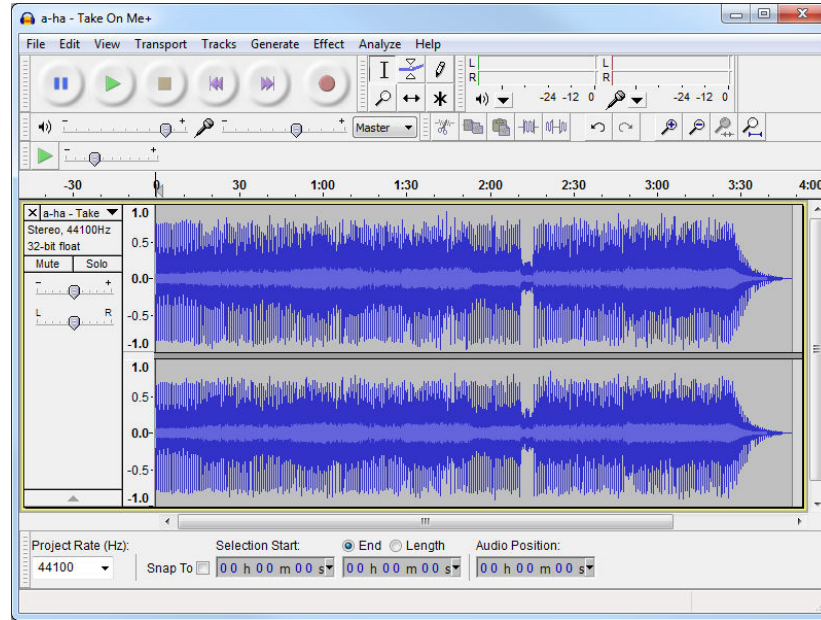 a-ha - Take On Me+
File Edit View Transport Tracks Generate Effect Analyze Help
L L
R R
-24 -12 0 -24 -12 0
- + - + Master
- +
-30 0 30 1:00 1:30 2:00 2:30 3:00 3:30 4:00
X a-ha - Take
Stereo, 44100Hz
32-bit float
Mute Solo
- +
L R
1.0
0.5
0.0
-0.5
-1.0
1.0
0.5
0.0
-0.5
-1.0
Project Rate (Hz): Selection Start: End Length Audio Position:
44100 Snap To 00 h 00 m 00 s 00 h 00 m 00 s 00 h 00 m 00 s